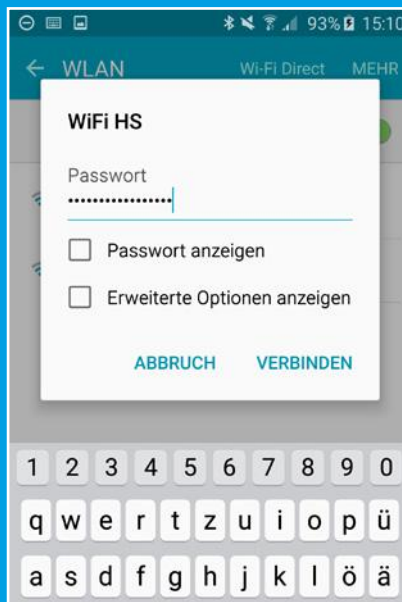 93% 15:10
WLAN Wi-Fi Direct MEHR
WiFi HS
Passwort
•••••••••••••••••
Passwort anzeigen
Erweiterte Optionen anzeigen
ABBRUCH VERBINDEN
1 2 3 4 5 6 7 8 9 0
q w e r t z u i o p ü
a s d f g h j k l ö ä